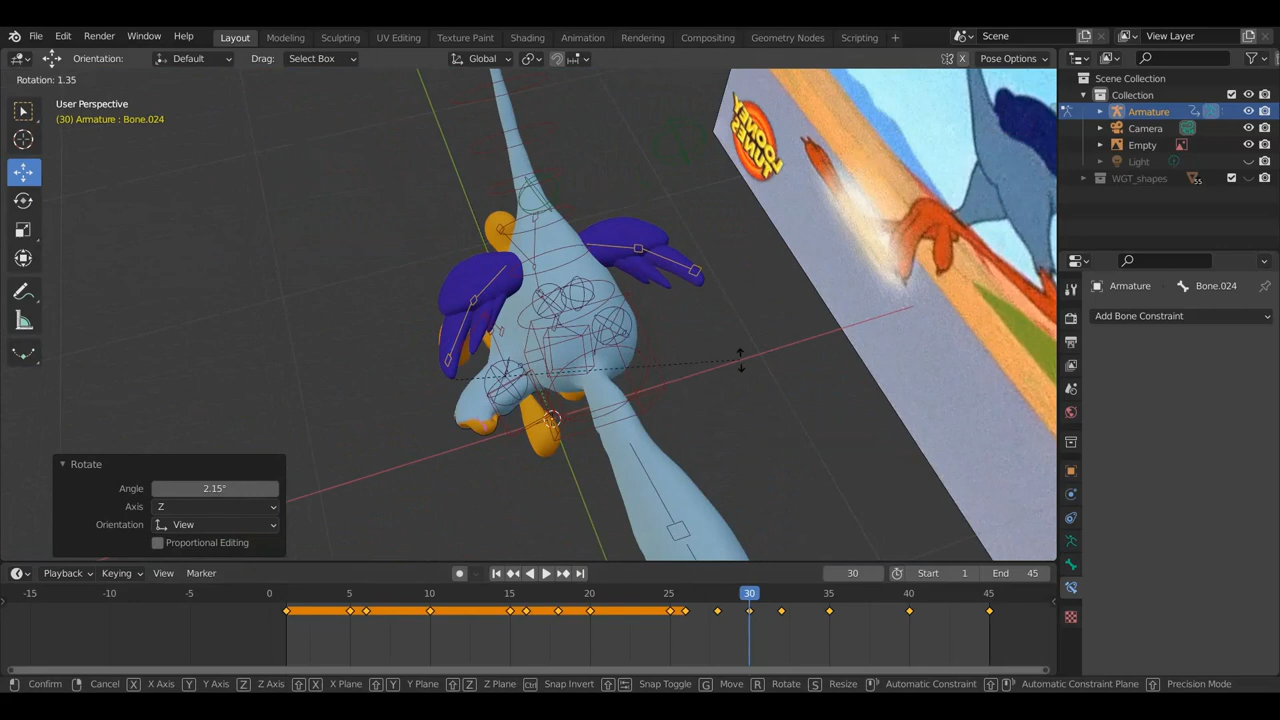 File Edit Render Window Help Layout Modeling Sculpting UV Editing Texture Paint Shading Animation Rendering Compositing Geometry Nodes Scripting + Scene View Layer
Orientation: Default Drag: Select Box Global X Pose Options
Rotation: 1.35
User Perspective
(30) Armature : Bone.024
Scene Collection
Collection
Armature
Camera
Empty
Light
WGT_shapes
55
LOONEY
TUNES
Armature Bone.024
Add Bone Constraint
Rotate
Angle 2.15°
Axis Z
Orientation View
Proportional Editing
Playback Keying View Marker 30 Start 1 End 45
-15 -10 -5 0 5 10 15 20 25 30 35 40 45
Confirm Cancel X X Axis Y Y Axis Z Z Axis X X Plane Y Y Plane Z Z Plane Ctrl Snap Invert Snap Toggle G Move R Rotate S Resize Automatic Constraint Automatic Constraint Plane Precision Mode